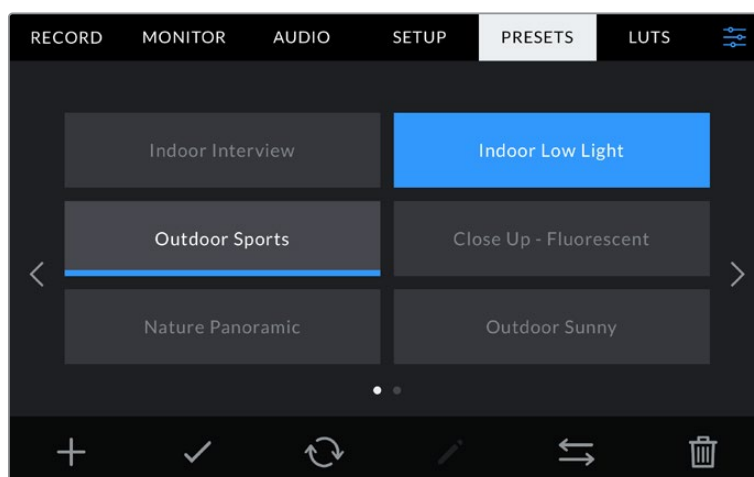 RECORD MONITOR AUDIO SETUP PRESETS LUTS
Indoor Interview Indoor Low Light
Outdoor Sports Close Up - Fluorescent
Nature Panoramic Outdoor Sunny